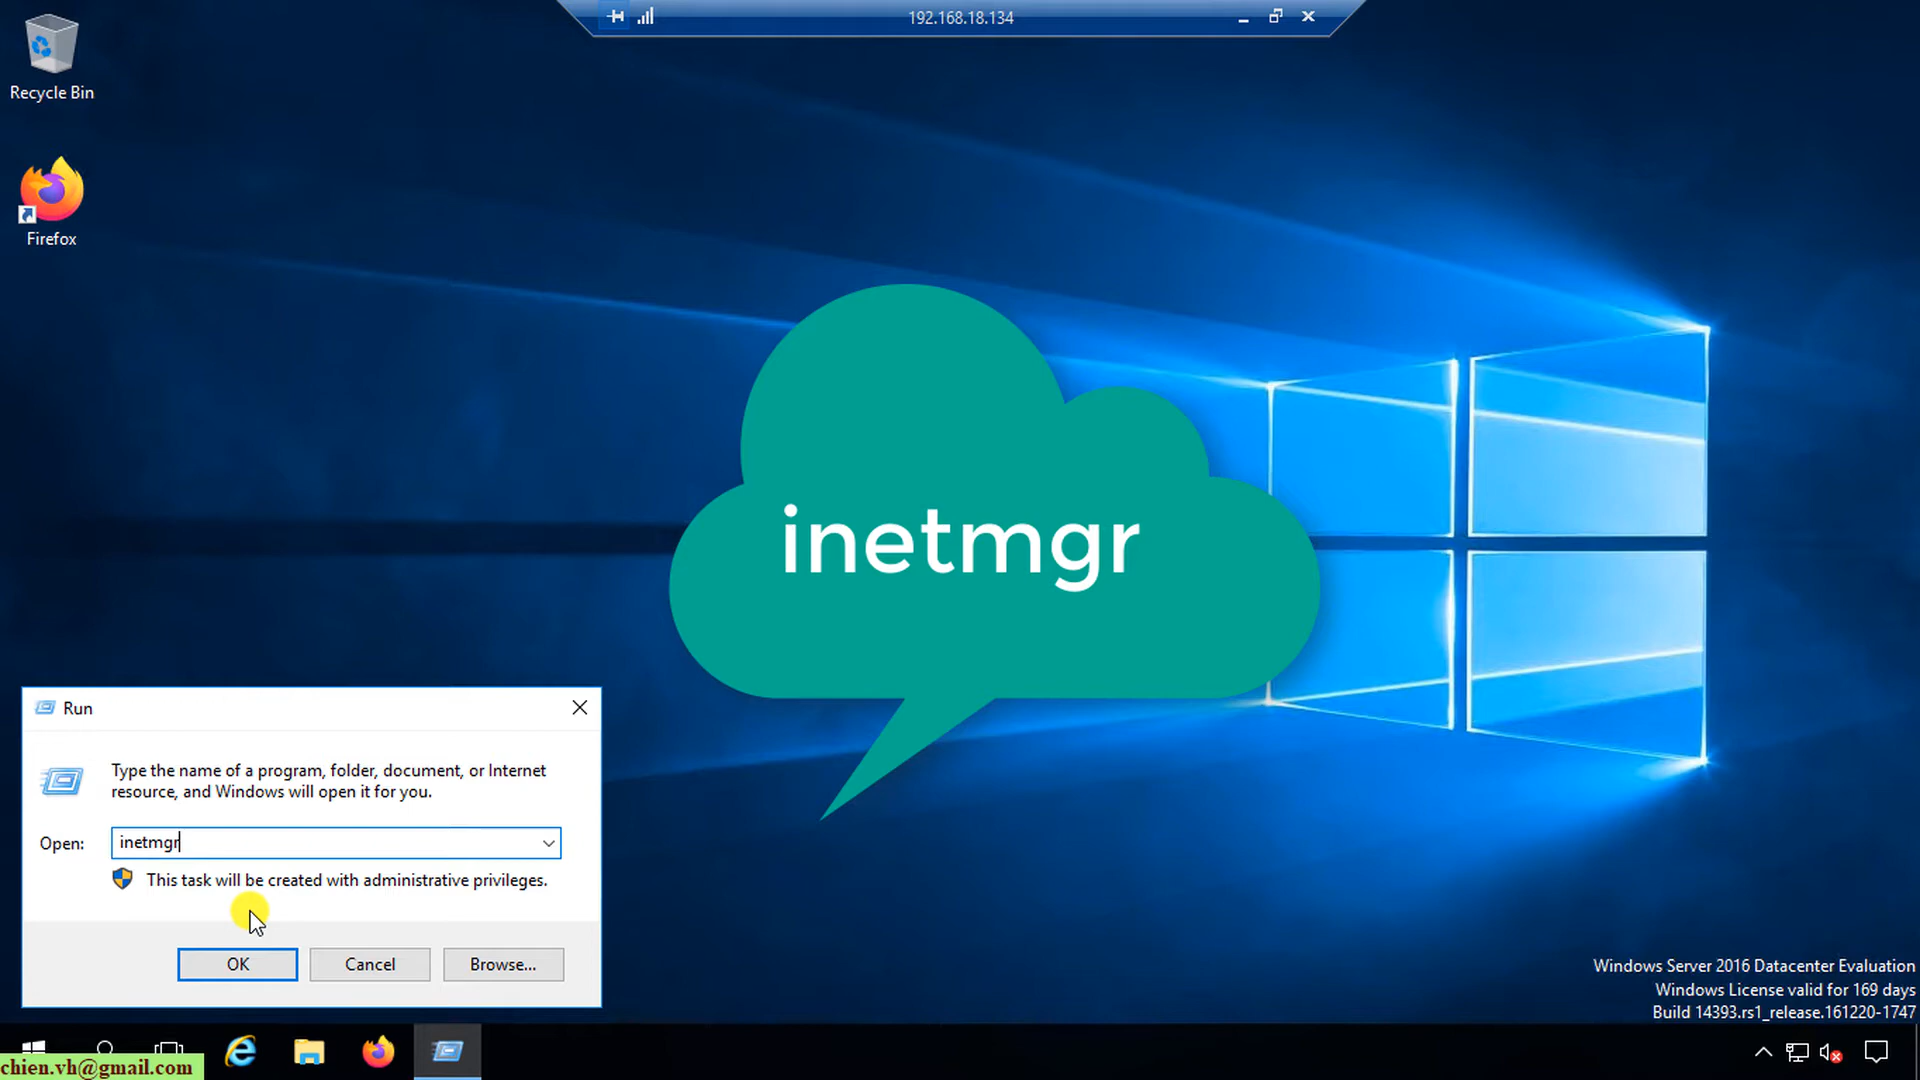 192.168.18.134
Recycle Bin
Firefox
inetmgr
Run
Type the name of a program, folder, document, or Internet
resource, and Windows will open it for you.
Open:
inetmgr
This task will be created with administrative privileges.
OK
Cancel
Browse...
Windows Server 2016 Datacenter Evaluation
Windows License valid for 169 days
Build 14393.rs1_release.161220-1747
chien.vh@gmail.com